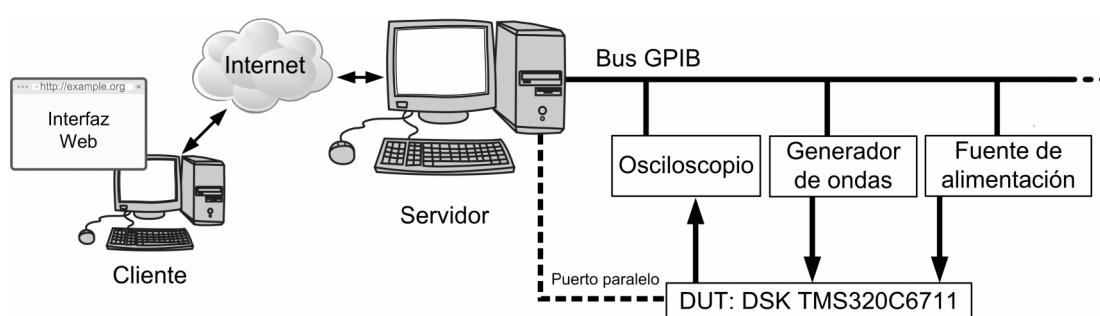 http://example.org
Interfaz
Web
Cliente
Internet
Servidor
Bus GPIB
Osciloscopio
Generador
de ondas
Fuente de
alimentación
Puerto paralelo
DUT: DSK TMS320C6711